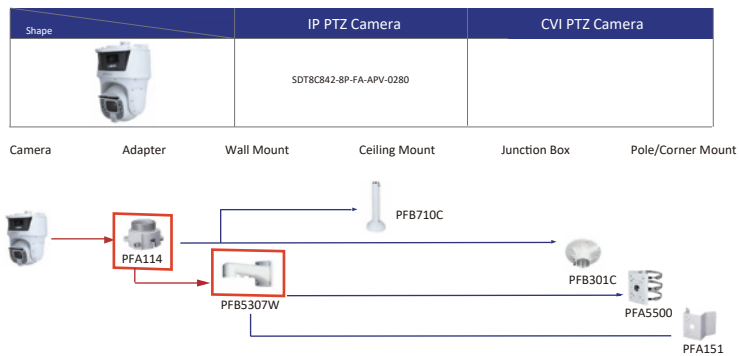 Shape
IP PTZ Camera
CVI PTZ Camera
SDT8C842-8P-FA-APV-0280
Camera
Adapter
Wall Mount
Ceiling Mount
Junction Box
Pole/Corner Mount
PFB710C
PFA114
PFB301C
PFB5307W
PFA5500
PFA151